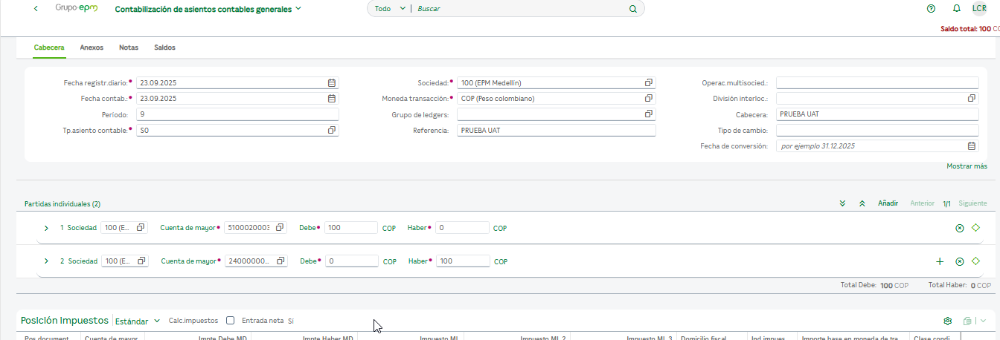 Grupo·epm Contabilización de asientos contables generales Todo Buscar LCR
Saldo total: 100 CO
Cabecera Anexos Notas Saldos
Fecha registr.diario:* 23.09.2025 Sociedad:* 100 (EPM Medellín) Operac.multisocied.:
Fecha contab.:* 23.09.2025 Moneda transacción:* COP (Peso colombiano) División interloc.:
Período: 9 Grupo de ledgers: Cabecera: PRUEBA UAT
Tp.asiento contable:* S0 Referencia: PRUEBA UAT Tipo de cambio:
Fecha de conversión: por ejemplo 31.12.2025
Mostrar más
Partidas individuales (2) Añadir Anterior 1/1 Siguiente
1 Sociedad 100 (E... Cuenta de mayor* 5100020003 Debe* 100 COP Haber* 0 COP
2 Sociedad 100 (E... Cuenta de mayor* 24000000... Debe* 0 COP Haber* 100 COP
Total Debe: 100 COP Total Haber: 0 COP
Posición impuestos Estándar Calc.impuestos Entrada neta Sí
Pos.document. Cuenta de mayor Impte.Debe MD Impte.Haber MD Impuesto ML Impuesto ML 2 Impuesto ML 3 Domicilio fiscal Ind.impues. Importe base en moneda de tra... Clase condi...